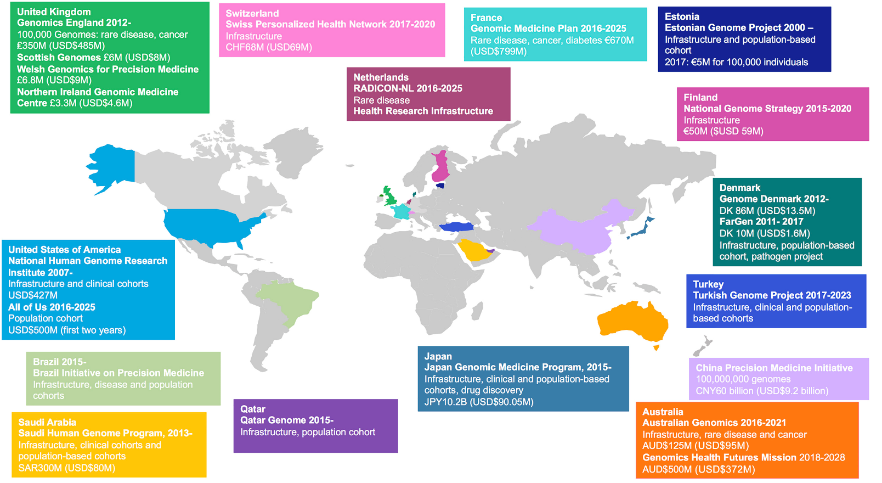 United Kingdom
Genomics England 2012-
100,000 Genomes: rare disease, cancer
£350M (USD$485M)
Scottish Genomes £6M (USD$8M)
Welsh Genomics for Precision Medicine
£6.8M (USD$9M)
Northern Ireland Genomic Medicine
Centre £3.3M (USD$4.6M)
Switzerland
Swiss Personalized Health Network 2017-2020
Infrastructure
CHF68M (USD69M)
France
Genomic Medicine Plan 2016-2025
Rare disease, cancer, diabetes €670M
(USD$799M)
Estonia
Estonian Genome Project 2000 –
Infrastructure and population-based
cohort
2017: €5M for 100,000 individuals
Netherlands
RADICON-NL 2016-2025
Rare disease
Health Research Infrastructure
Finland
National Genome Strategy 2015-2020
Infrastructure
€50M ($USD 59M)
Denmark
Genome Denmark 2012-
DK 86M (USD$13.5M)
FarGen 2011- 2017
DK 10M (USD$1.6M)
Infrastructure, population-based
cohort, pathogen project
United States of America
National Human Genome Research
Institute 2007-
Infrastructure and clinical cohorts
USD$427M
All of Us 2016-2025
Population cohort
USD$500M (first two years)
Turkey
Turkish Genome Project 2017-2023
Infrastructure, clinical and population-
based cohorts
Brazil 2015-
Brazil Initiative on Precision Medicine
Infrastructure, disease and population
cohorts
Japan
Japan Genomic Medicine Program, 2015-
Infrastructure, clinical and population-based
cohorts, drug discovery
JPY10.2B (USD$90.05M)
China Precision Medicine Initiative
100,000,000 genomes
CNY60 billion (USD$9.2 billion)
Saudi Arabia
Saudi Human Genome Program, 2013-
Infrastructure, clinical cohorts and
population-based cohorts
SAR300M (USD$80M)
Qatar
Qatar Genome 2015-
Infrastructure, population cohort
Australia
Australian Genomics 2016-2021
Infrastructure, rare disease and cancer
AUD$125M (USD$95M)
Genomics Health Futures Mission 2018-2028
AUD$500M (USD$372M)